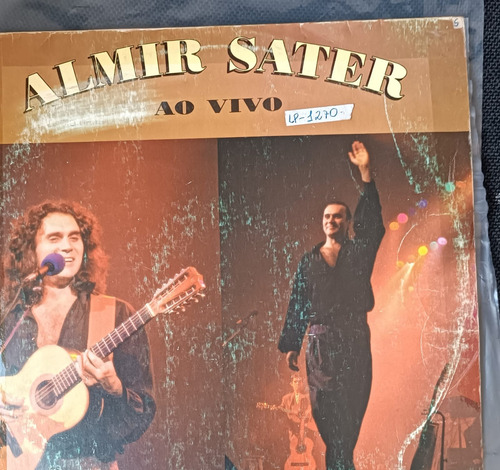 ALMIR SATER
AO VIVO
LP-1270-